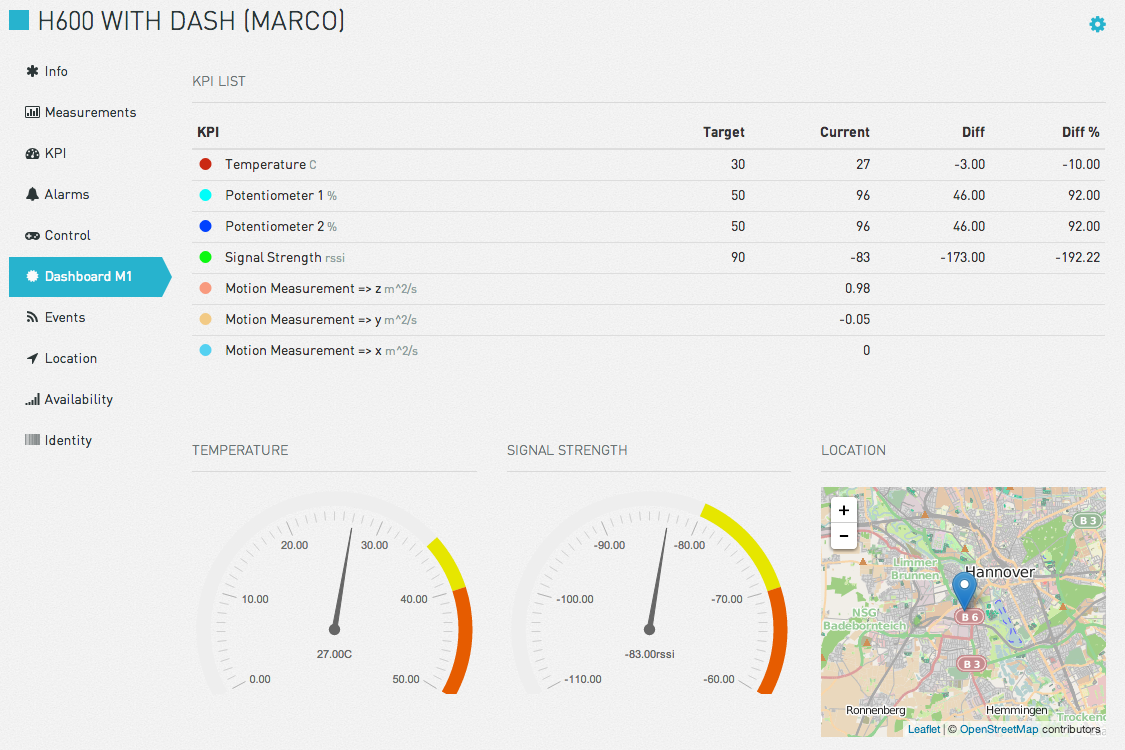 H600 WITH DASH (MARCO)
Info
Measurements
KPI
Alarms
Control
Dashboard M1
Events
Location
Availability
Identity
KPI LIST
KPI Target Current Diff Diff %
Temperature C 30 27 -3.00 -10.00
Potentiometer 1 % 50 96 46.00 92.00
Potentiometer 2 % 50 96 46.00 92.00
Signal Strength rssi 90 -83 -173.00 -192.22
Motion Measurement => z m^2/s 0.98
Motion Measurement => y m^2/s -0.05
Motion Measurement => x m^2/s 0
TEMPERATURE
20.00 30.00
10.00 40.00
27.00C
0.00 50.00
SIGNAL STRENGTH
-90.00 -80.00
-100.00 -70.00
-83.00rssi
-110.00 -60.00
LOCATION
+
−
B 3
Limmer
Brunnen
Hannover
NSG
Badebornteich
B 6
B 3
Ronnenberg
Hemmingen
Leaflet | © OpenStreetMap contributors